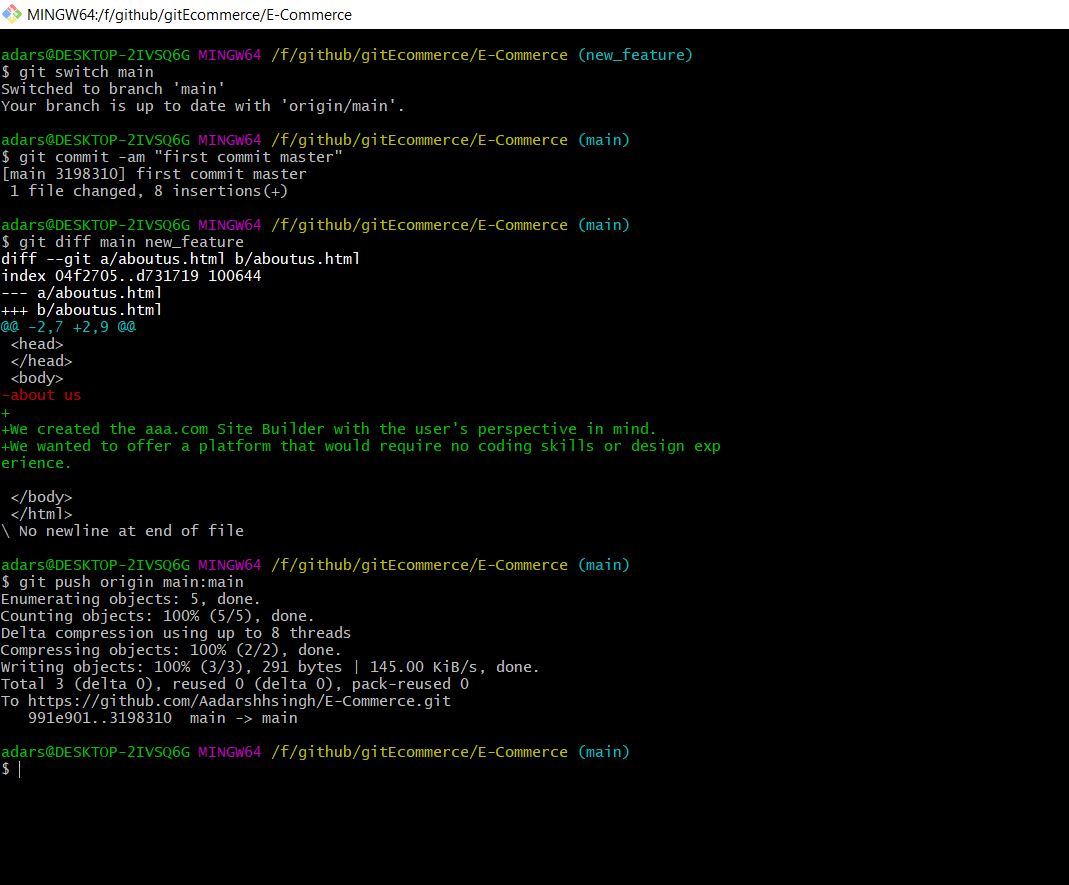 MINGW64:/f/github/gitEcommerce/E-Commerce
adars@DESKTOP-2IVSQ6G MINGW64 /f/github/gitEcommerce/E-Commerce (new_feature)
$ git switch main
Switched to branch 'main'
Your branch is up to date with 'origin/main'.
adars@DESKTOP-2IVSQ6G MINGW64 /f/github/gitEcommerce/E-Commerce (main)
$ git commit -am "first commit master"
[main 3198310] first commit master
 1 file changed, 8 insertions(+)
adars@DESKTOP-2IVSQ6G MINGW64 /f/github/gitEcommerce/E-Commerce (main)
$ git diff main new_feature
diff --git a/aboutus.html b/aboutus.html
index 04f2705..d731719 100644
--- a/aboutus.html
+++ b/aboutus.html
@@ -2,7 +2,9 @@
 <head>
 </head>
 <body>
-about us
+
+We created the aaa.com Site Builder with the user's perspective in mind.
+We wanted to offer a platform that would require no coding skills or design exp
erience.
 </body>
 </html>
\ No newline at end of file
adars@DESKTOP-2IVSQ6G MINGW64 /f/github/gitEcommerce/E-Commerce (main)
$ git push origin main:main
Enumerating objects: 5, done.
Counting objects: 100% (5/5), done.
Delta compression using up to 8 threads
Compressing objects: 100% (2/2), done.
Writing objects: 100% (3/3), 291 bytes | 145.00 KiB/s, done.
Total 3 (delta 0), reused 0 (delta 0), pack-reused 0
To https://github.com/Aadarshhsingh/E-Commerce.git
   991e901..3198310  main -> main
adars@DESKTOP-2IVSQ6G MINGW64 /f/github/gitEcommerce/E-Commerce (main)
$